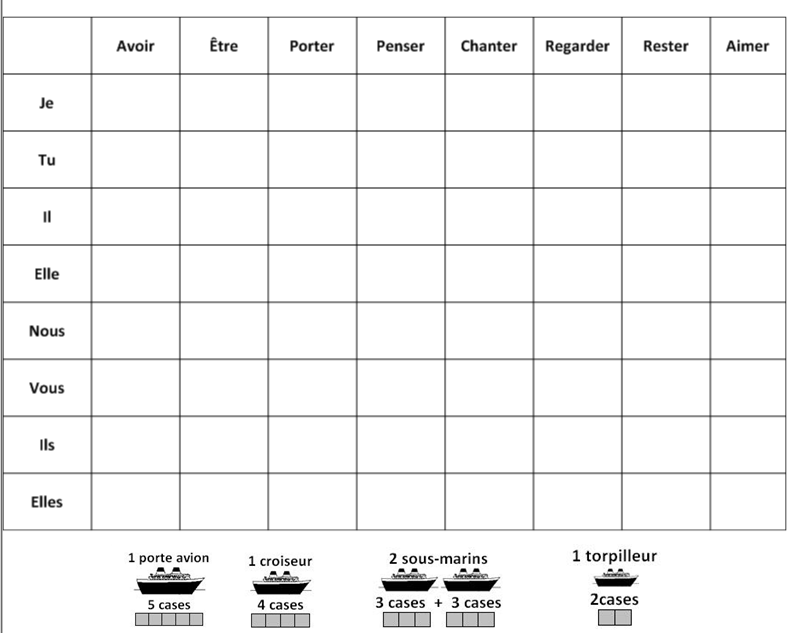 Avoir Être Porter Penser Chanter Regarder Rester Aimer
Je
Tu
Il
Elle
Nous
Vous
Ils
Elles
1 porte avion 1 croiseur 2 sous-marins 1 torpilleur
5 cases 4 cases 3 cases + 3 cases 2cases